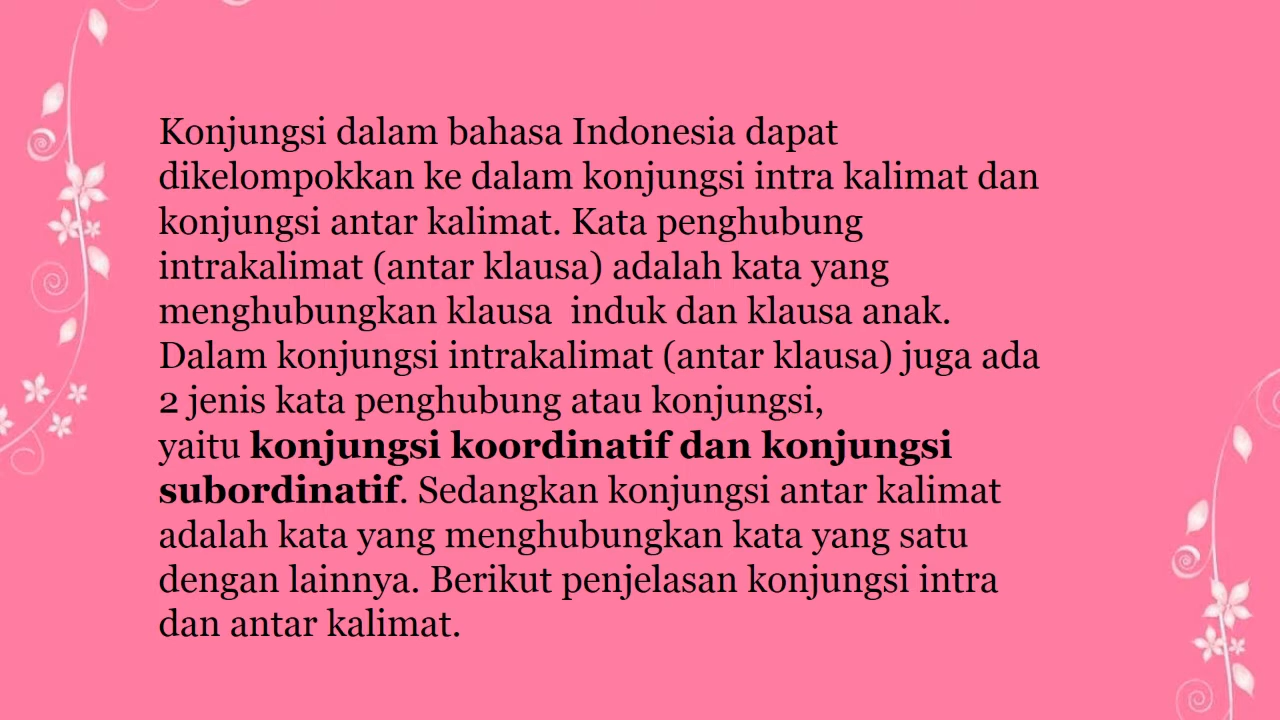 Konjungsi dalam bahasa Indonesia dapat
dikelompokkan ke dalam konjungsi intra kalimat dan
konjungsi antar kalimat. Kata penghubung
intrakalimat (antar klausa) adalah kata yang
menghubungkan klausa  induk dan klausa anak.
Dalam konjungsi intrakalimat (antar klausa) juga ada
2 jenis kata penghubung atau konjungsi,
yaitu konjungsi koordinatif dan konjungsi
subordinatif. Sedangkan konjungsi antar kalimat
adalah kata yang menghubungkan kata yang satu
dengan lainnya. Berikut penjelasan konjungsi intra
dan antar kalimat.